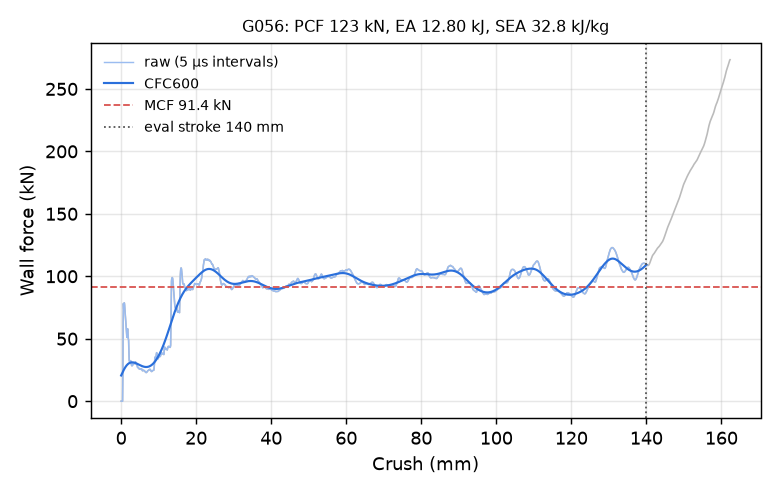 G056: PCF 123 kN, EA 12.80 kJ, SEA 32.8 kJ/kg
raw (5 µs intervals)
CFC600
MCF 91.4 kN
eval stroke 140 mm
Wall force (kN)
250
200
150
100
50
0
0 20 40 60 80 100 120 140 160
Crush (mm)